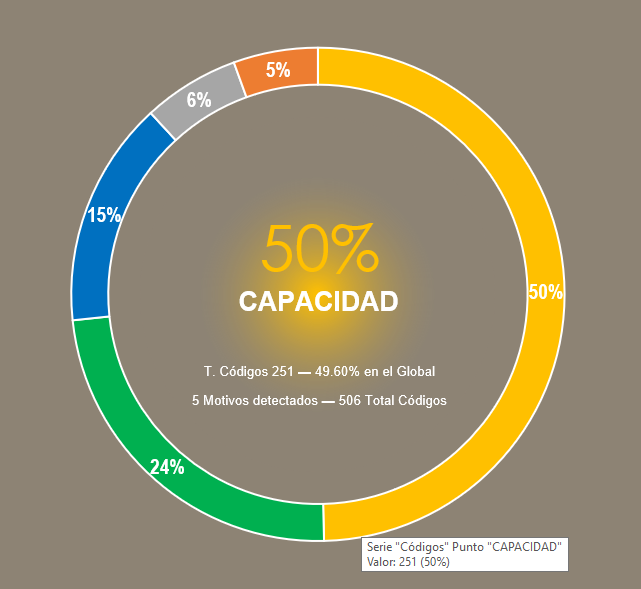 5%
6%
15%
50%
CAPACIDAD
50%
T. Códigos 251 — 49.60% en el Global
5 Motivos detectados — 506 Total Códigos
24%
Serie "Códigos" Punto "CAPACIDAD"
Valor: 251 (50%)